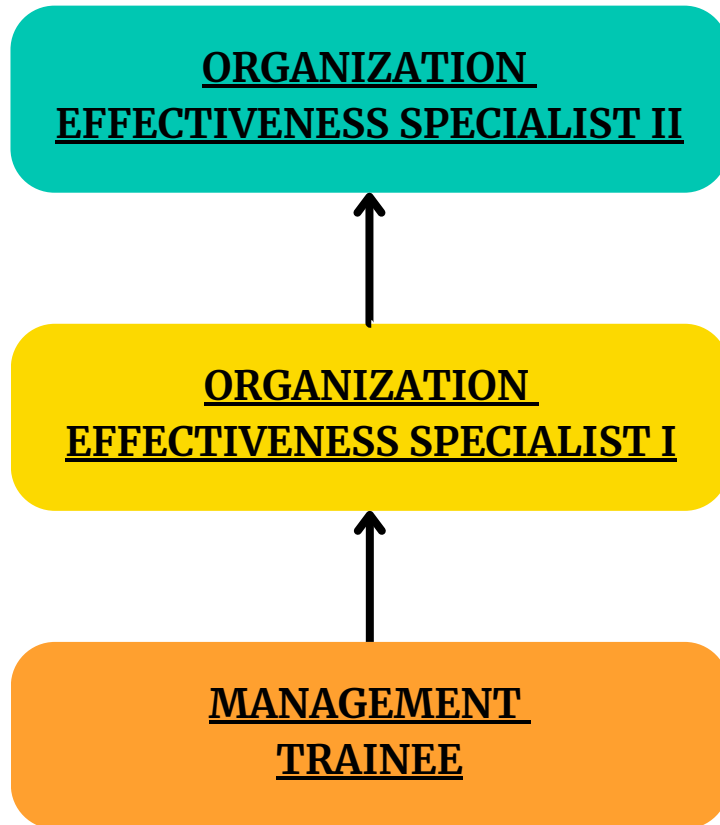 ORGANIZATION
EFFECTIVENESS SPECIALIST II
ORGANIZATION
EFFECTIVENESS SPECIALIST I
MANAGEMENT
TRAINEE